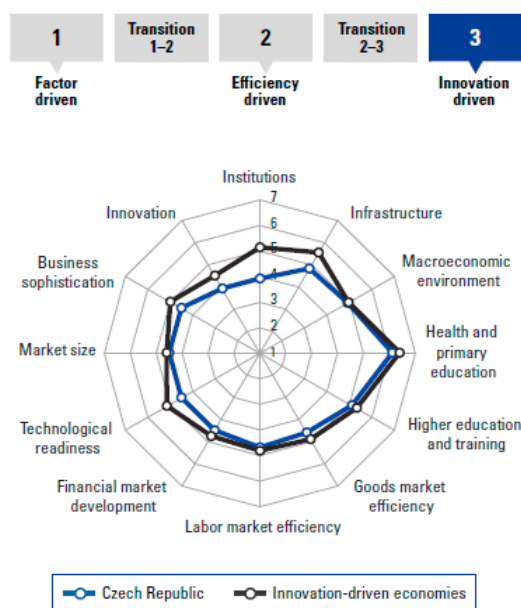 1
Transition
1–2
2
Transition
2–3
3
Factor
driven
Efficiency
driven
Innovation
driven
Institutions
Infrastructure
Macroeconomic
environment
Health and
primary
education
Higher education
and training
Goods market
efficiency
Labor market efficiency
Financial market
development
Technological
readiness
Market size
Business
sophistication
Innovation
7
6
5
4
3
2
1
Czech Republic
Innovation-driven economies